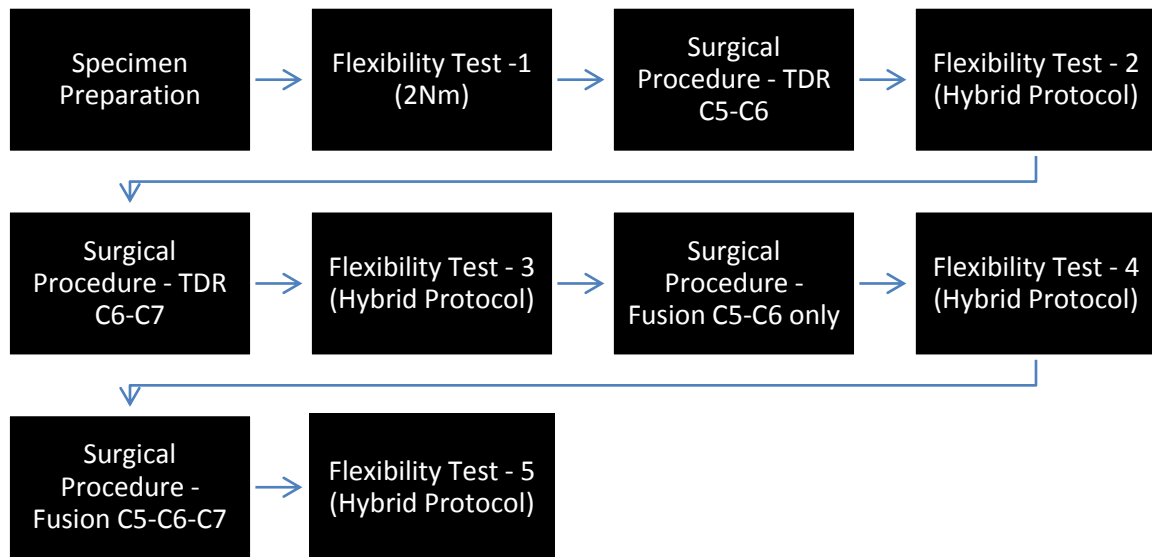 Specimen
Preparation
Flexibility Test -1
(2Nm)
Surgical
Procedure - TDR
C5-C6
Flexibility Test - 2
(Hybrid Protocol)
Surgical
Procedure - TDR
C6-C7
Flexibility Test - 3
(Hybrid Protocol)
Surgical
Procedure -
Fusion C5-C6 only
Flexibility Test - 4
(Hybrid Protocol)
Surgical
Procedure -
Fusion C5-C6-C7
Flexibility Test - 5
(Hybrid Protocol)